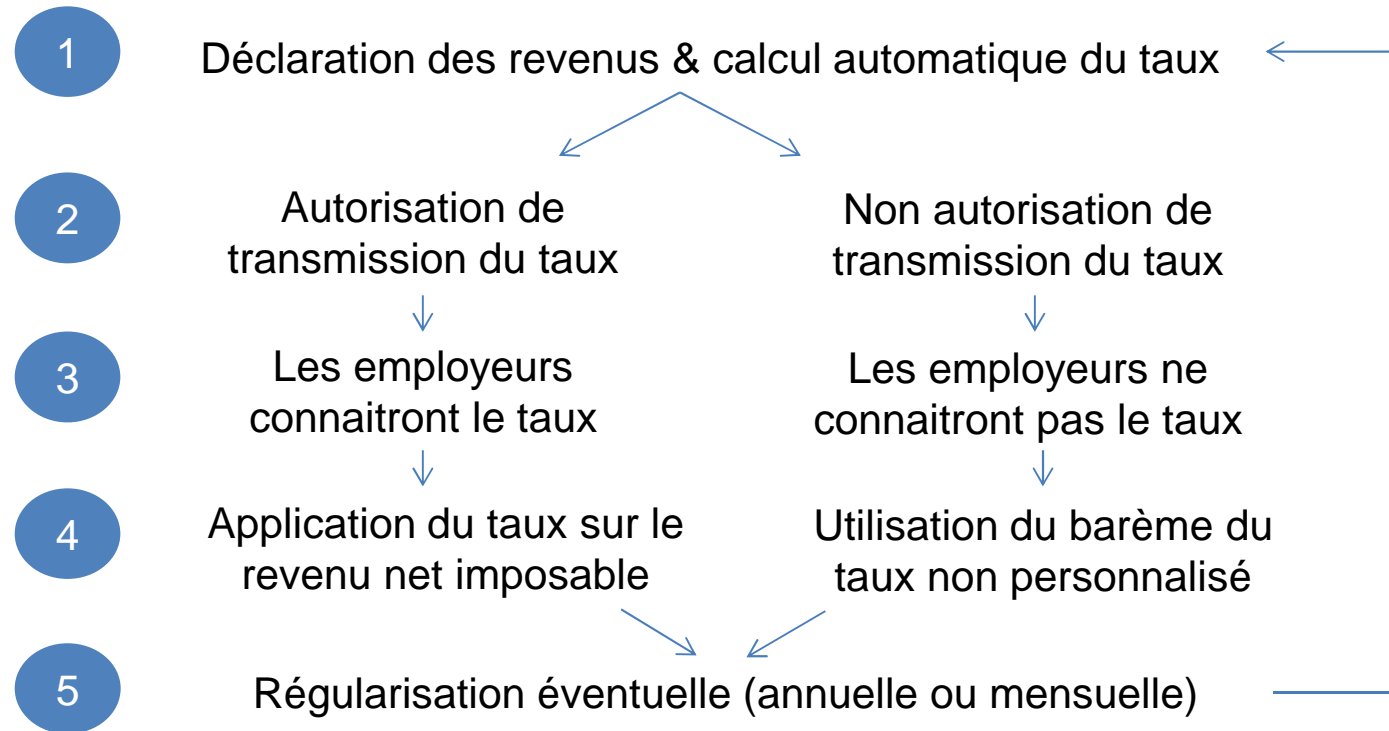 1
Déclaration des revenus & calcul automatique du taux
2
Autorisation de
transmission du taux
Non autorisation de
transmission du taux
3
Les employeurs
connaitront le taux
Les employeurs ne
connaitront pas le taux
4
Application du taux sur le
revenu net imposable
Utilisation du barème du
taux non personnalisé
5
Régularisation éventuelle (annuelle ou mensuelle)